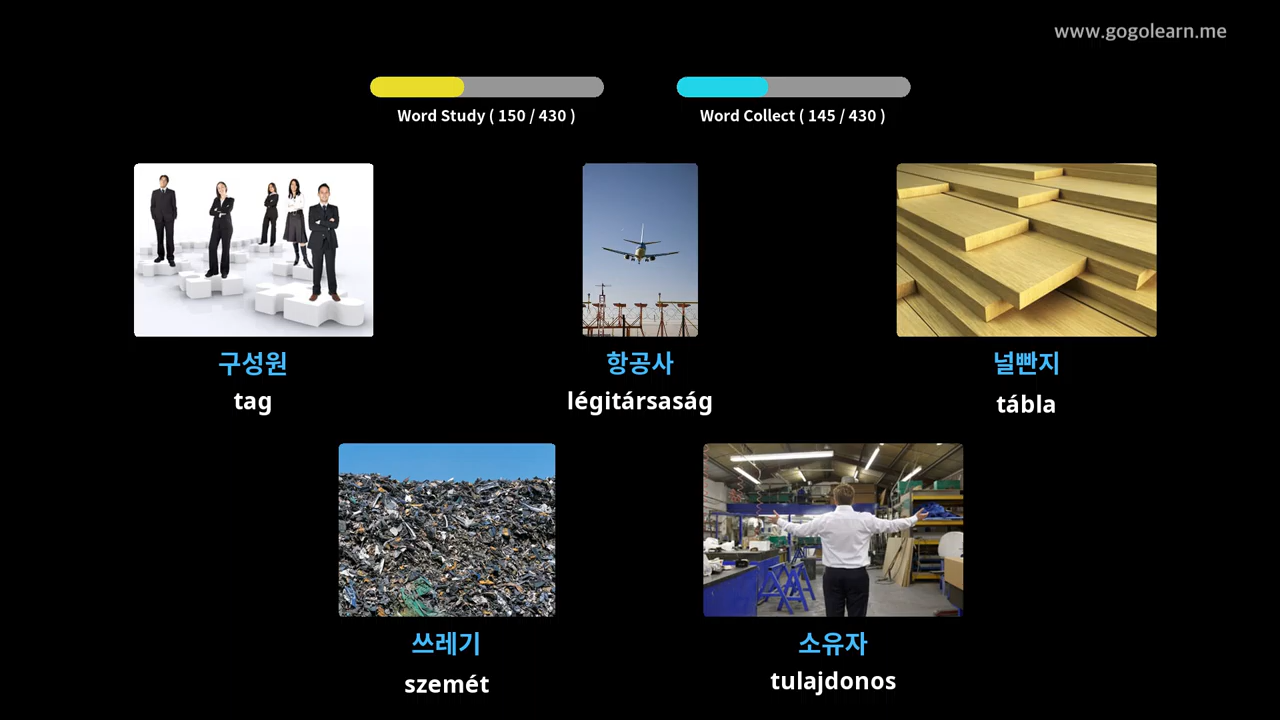 www.gogolearn.me
Word Study ( 150 / 430 )
Word Collect ( 145 / 430 )
구성원
tag
항공사
légitársaság
널빤지
tábla
쓰레기
szemét
소유자
tulajdonos